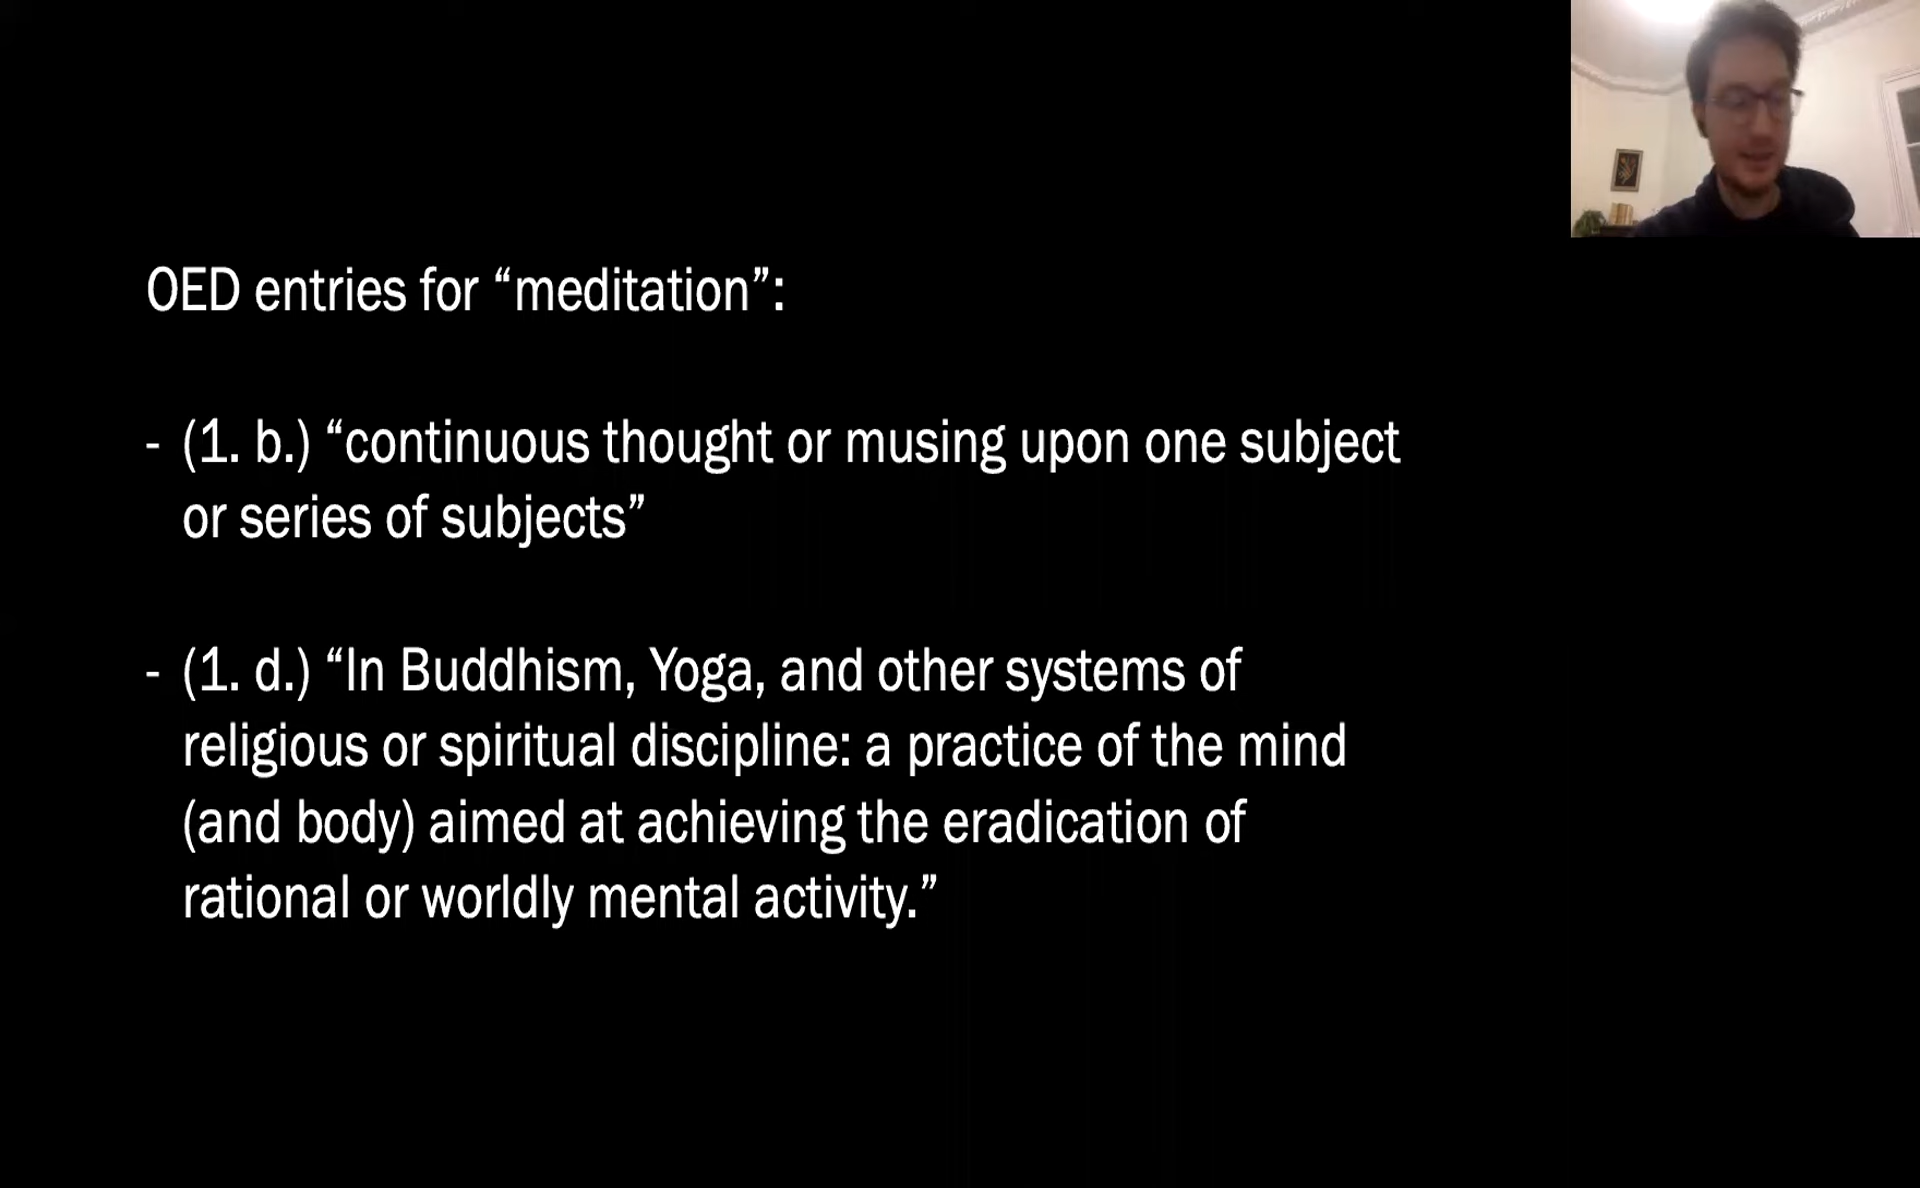 OED entries for “meditation”:
- (1. b.) “continuous thought or musing upon one subject
or series of subjects”
- (1. d.) “In Buddhism, Yoga, and other systems of
religious or spiritual discipline: a practice of the mind
(and body) aimed at achieving the eradication of
rational or worldly mental activity.”